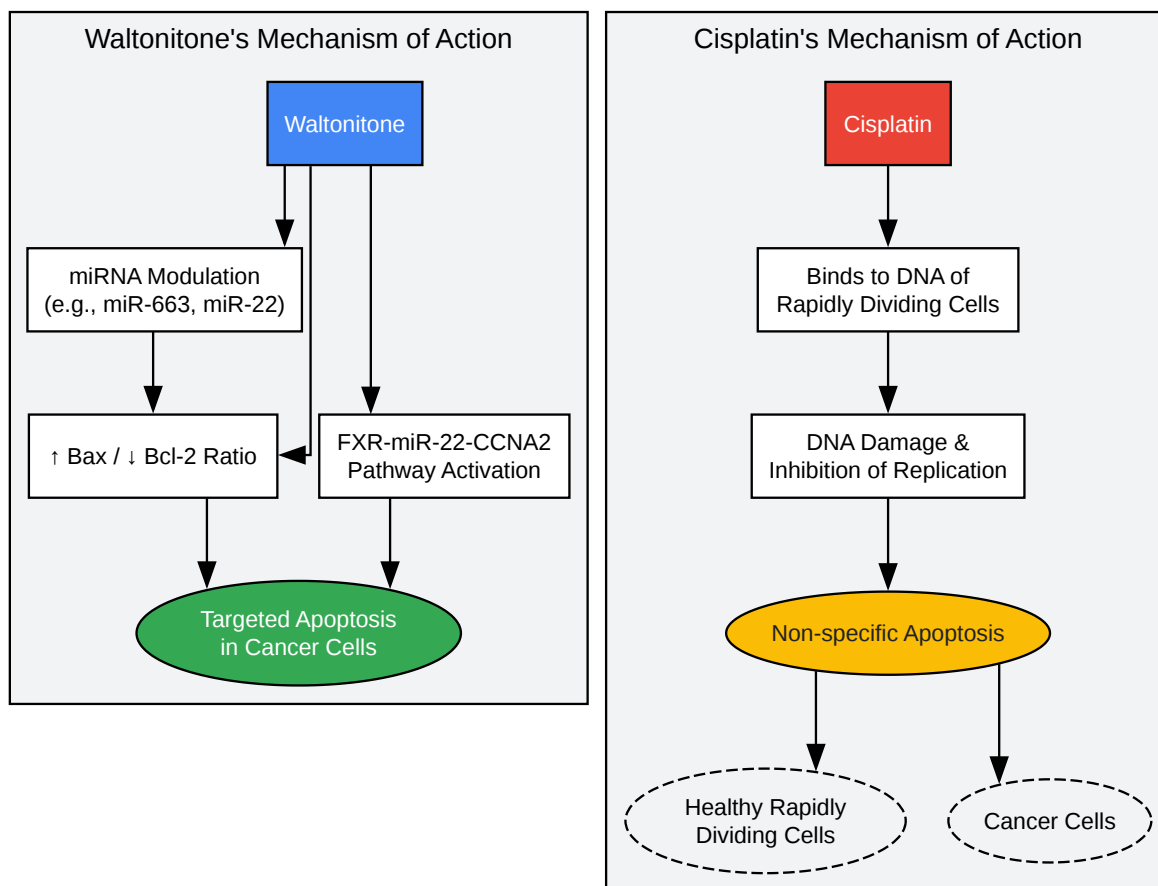 Waltonitone's Mechanism of Action
Waltonitone
miRNA Modulation
(e.g., miR-663, miR-22)
↑ Bax / ↓ Bcl-2 Ratio
FXR-miR-22-CCNA2
Pathway Activation
Targeted Apoptosis
in Cancer Cells
Cisplatin's Mechanism of Action
Cisplatin
Binds to DNA of
Rapidly Dividing Cells
DNA Damage &
Inhibition of Replication
Non-specific Apoptosis
Healthy Rapidly
Dividing Cells
Cancer Cells